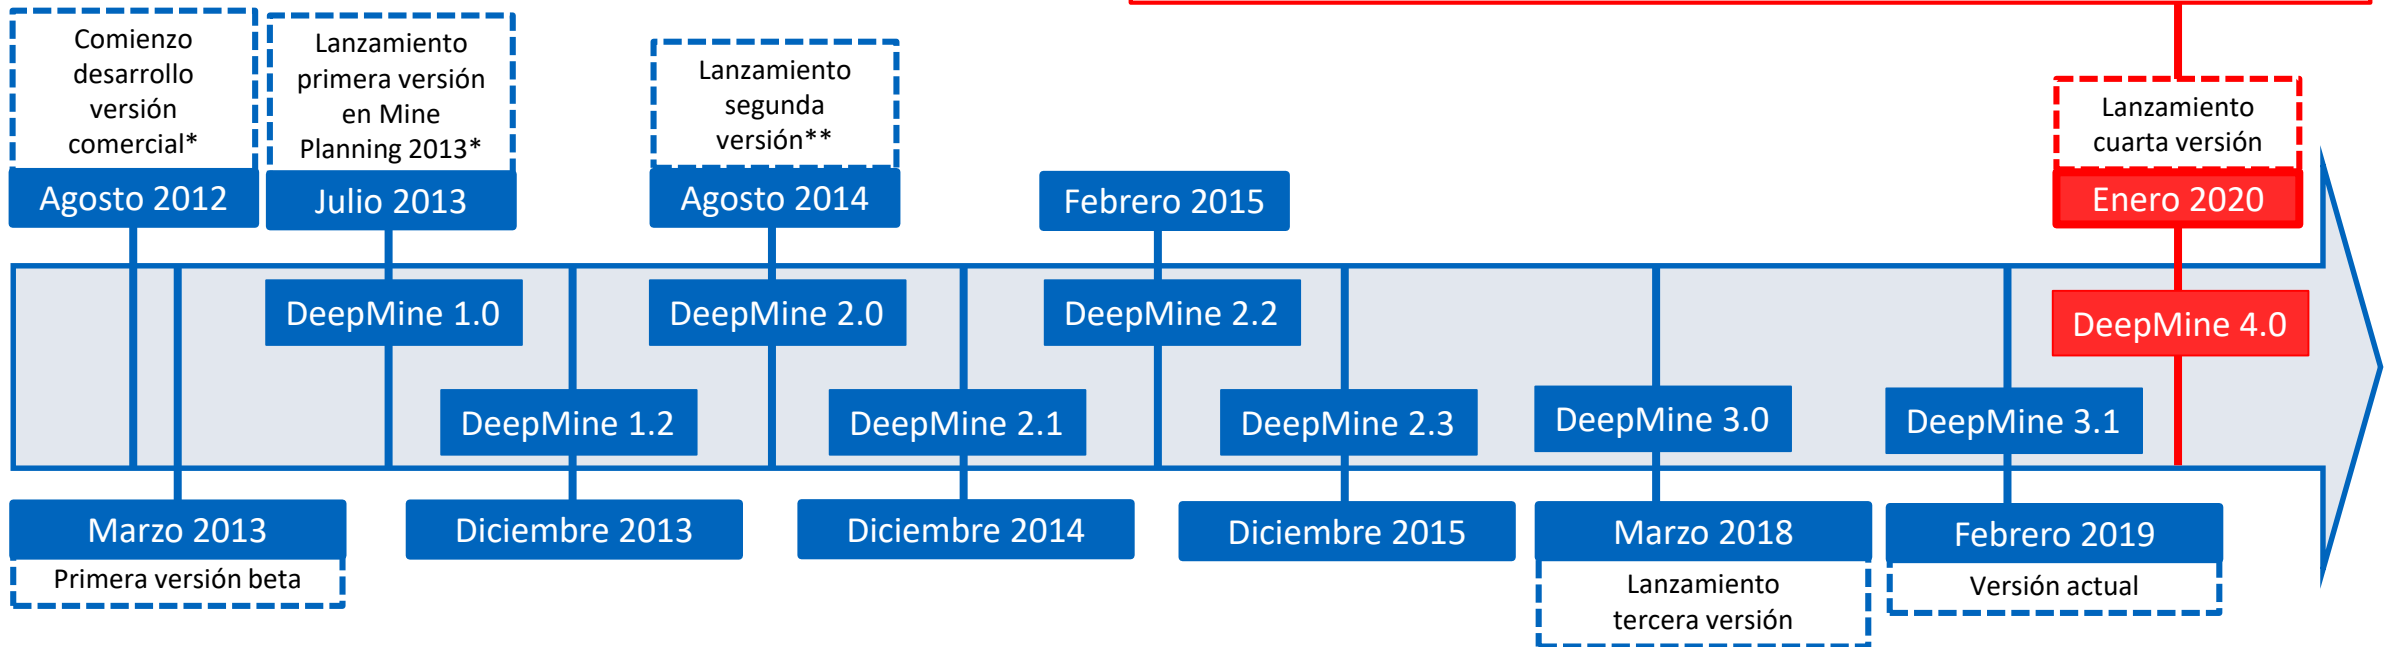 Comienzo
desarrollo
versión
comercial*
Agosto 2012
Lanzamiento
primera versión
en Mine
Planning 2013*
Julio 2013
Lanzamiento
segunda
versión**
Agosto 2014
Febrero 2015
Lanzamiento
cuarta versión
Enero 2020
DeepMine 1.0
DeepMine 2.0
DeepMine 2.2
DeepMine 4.0
DeepMine 1.2
DeepMine 2.1
DeepMine 2.3
DeepMine 3.0
DeepMine 3.1
Marzo 2013
Primera versión beta
Diciembre 2013
Diciembre 2014
Diciembre 2015
Marzo 2018
Lanzamiento
tercera versión
Febrero 2019
Versión actual